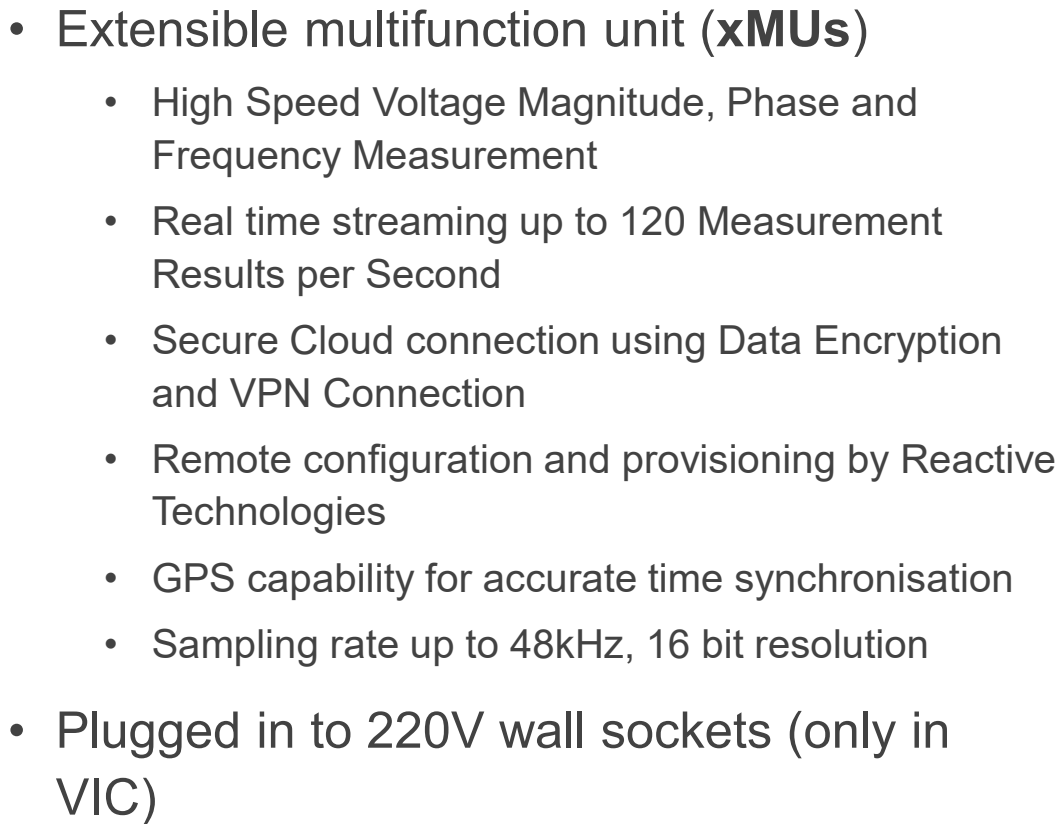 • Extensible multifunction unit (xMUs)
• High Speed Voltage Magnitude, Phase and
Frequency Measurement
• Real time streaming up to 120 Measurement
Results per Second
• Secure Cloud connection using Data Encryption
and VPN Connection
• Remote configuration and provisioning by Reactive
Technologies
• GPS capability for accurate time synchronisation
• Sampling rate up to 48kHz, 16 bit resolution
• Plugged in to 220V wall sockets (only in
VIC)